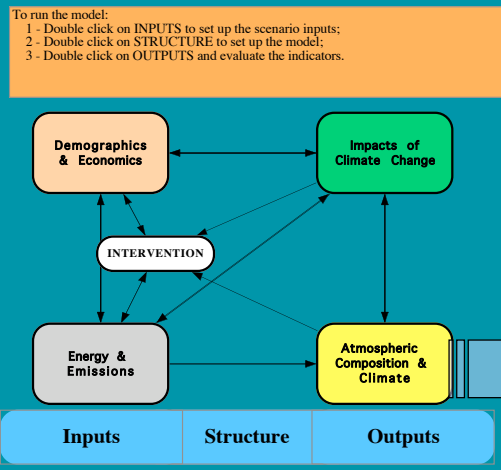 To run the model:
1 - Double click on INPUTS to set up the scenario inputs;
2 - Double click on STRUCTURE to set up the model;
3 - Double click on OUTPUTS and evaluate the indicators.
Demographics
& Economics
Impacts of
Climate Change
INTERVENTION
Energy &
Emissions
Atmospheric
Composition &
Climate
Inputs
Structure
Outputs